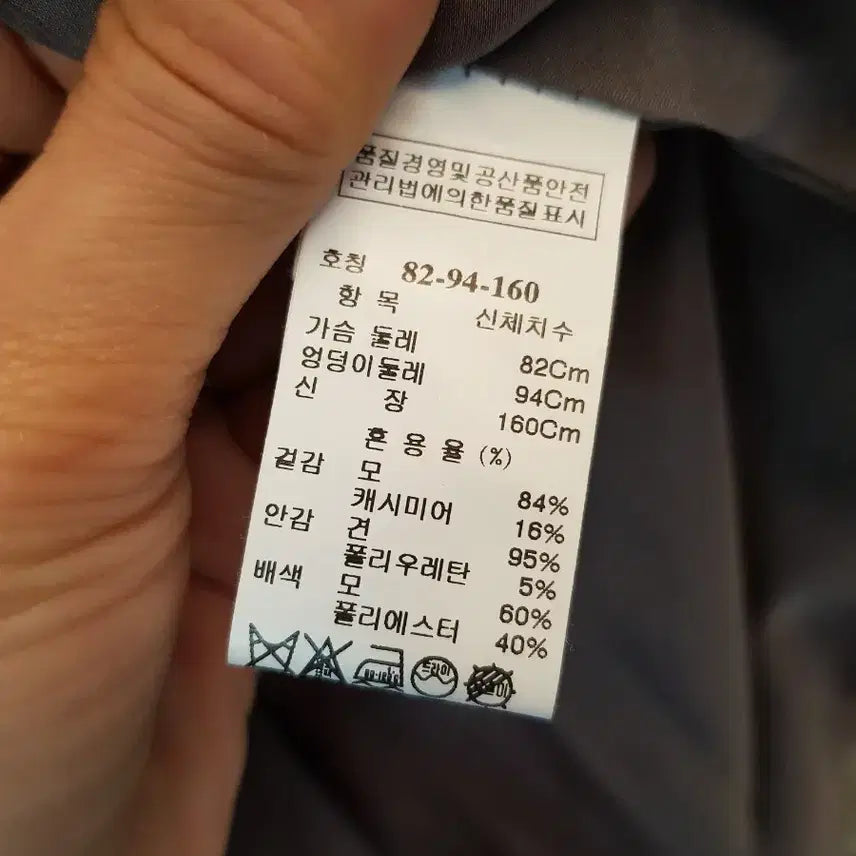 품질경영및공산품안전
관리법에의한품질표시
호칭 82-94-160
항 목 신체치수
가슴 둘레 82Cm
엉덩이둘레 94Cm
신 장 160Cm
혼 용 율 (%)
겉감 모 84%
캐시미어 16%
안감 견 95%
폴리우레탄 5%
배색 모 60%
폴리에스터 40%
드라이